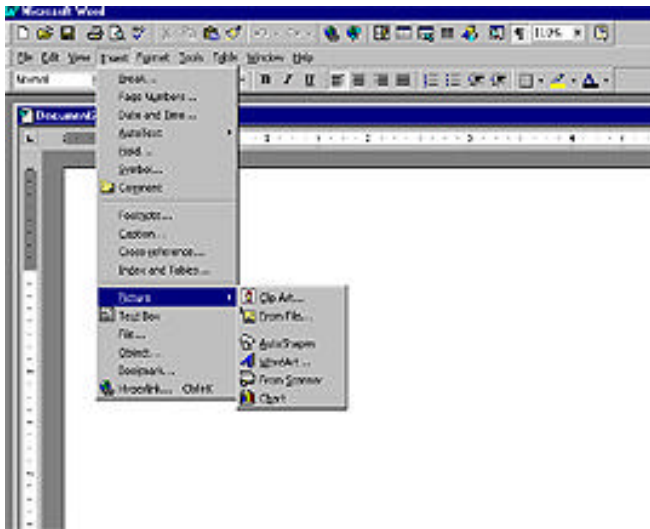 Microsoft Word
File Edit View Insert Format Tools Table Window Help
Normal B I U
Document2
Break...
Page Numbers...
Date and Time...
AutoText
Field...
Symbol...
Comment
Footnote...
Caption...
Cross-reference...
Index and Tables...
Picture
Text Box
File...
Object...
Bookmark...
Hyperlink... Ctrl+K
Clip Art...
From File...
AutoShapes
WordArt...
From Scanner
Chart